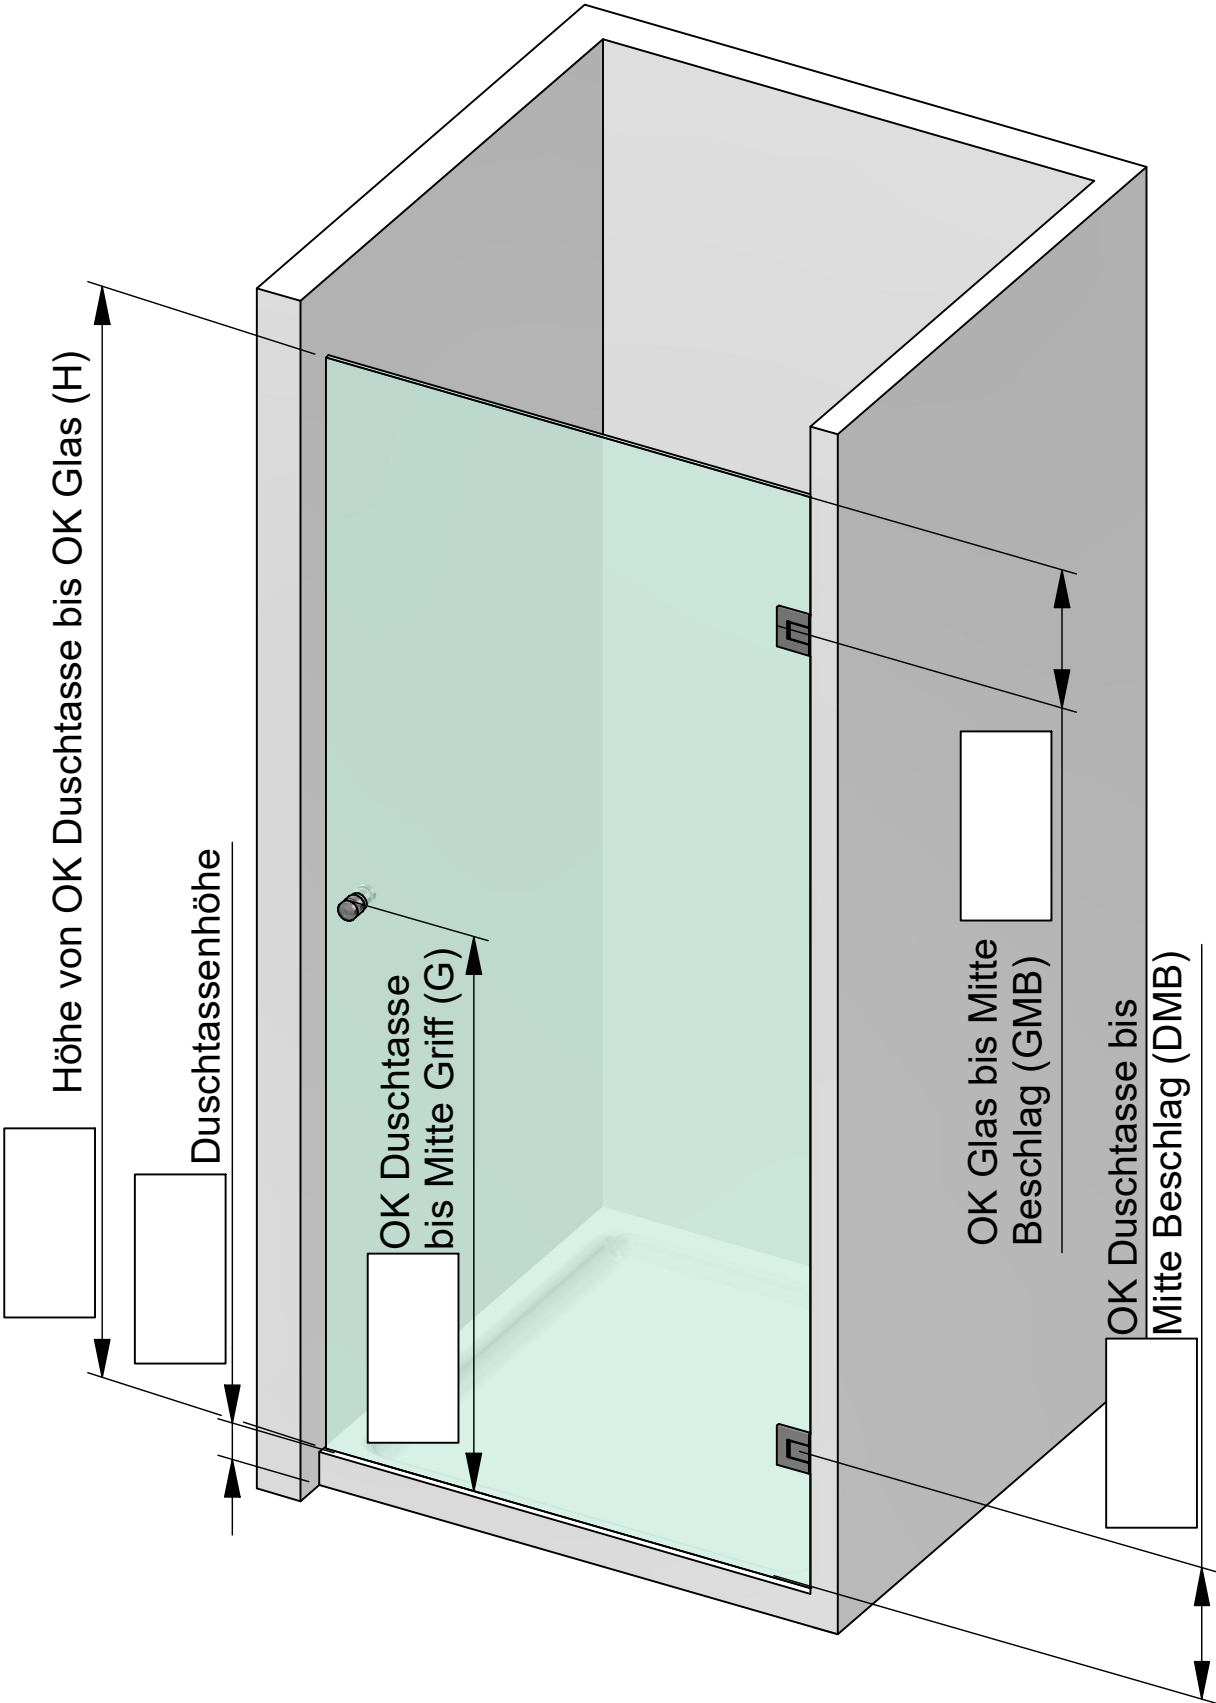 Höhe von OK Duschtasse bis OK Glas (H)
Duschtassenhöhe
OK Duschtasse
bis Mitte Griff (G)
OK Glas bis Mitte
Beschlag (GMB)
OK Duschtasse bis
Mitte Beschlag (DMB)